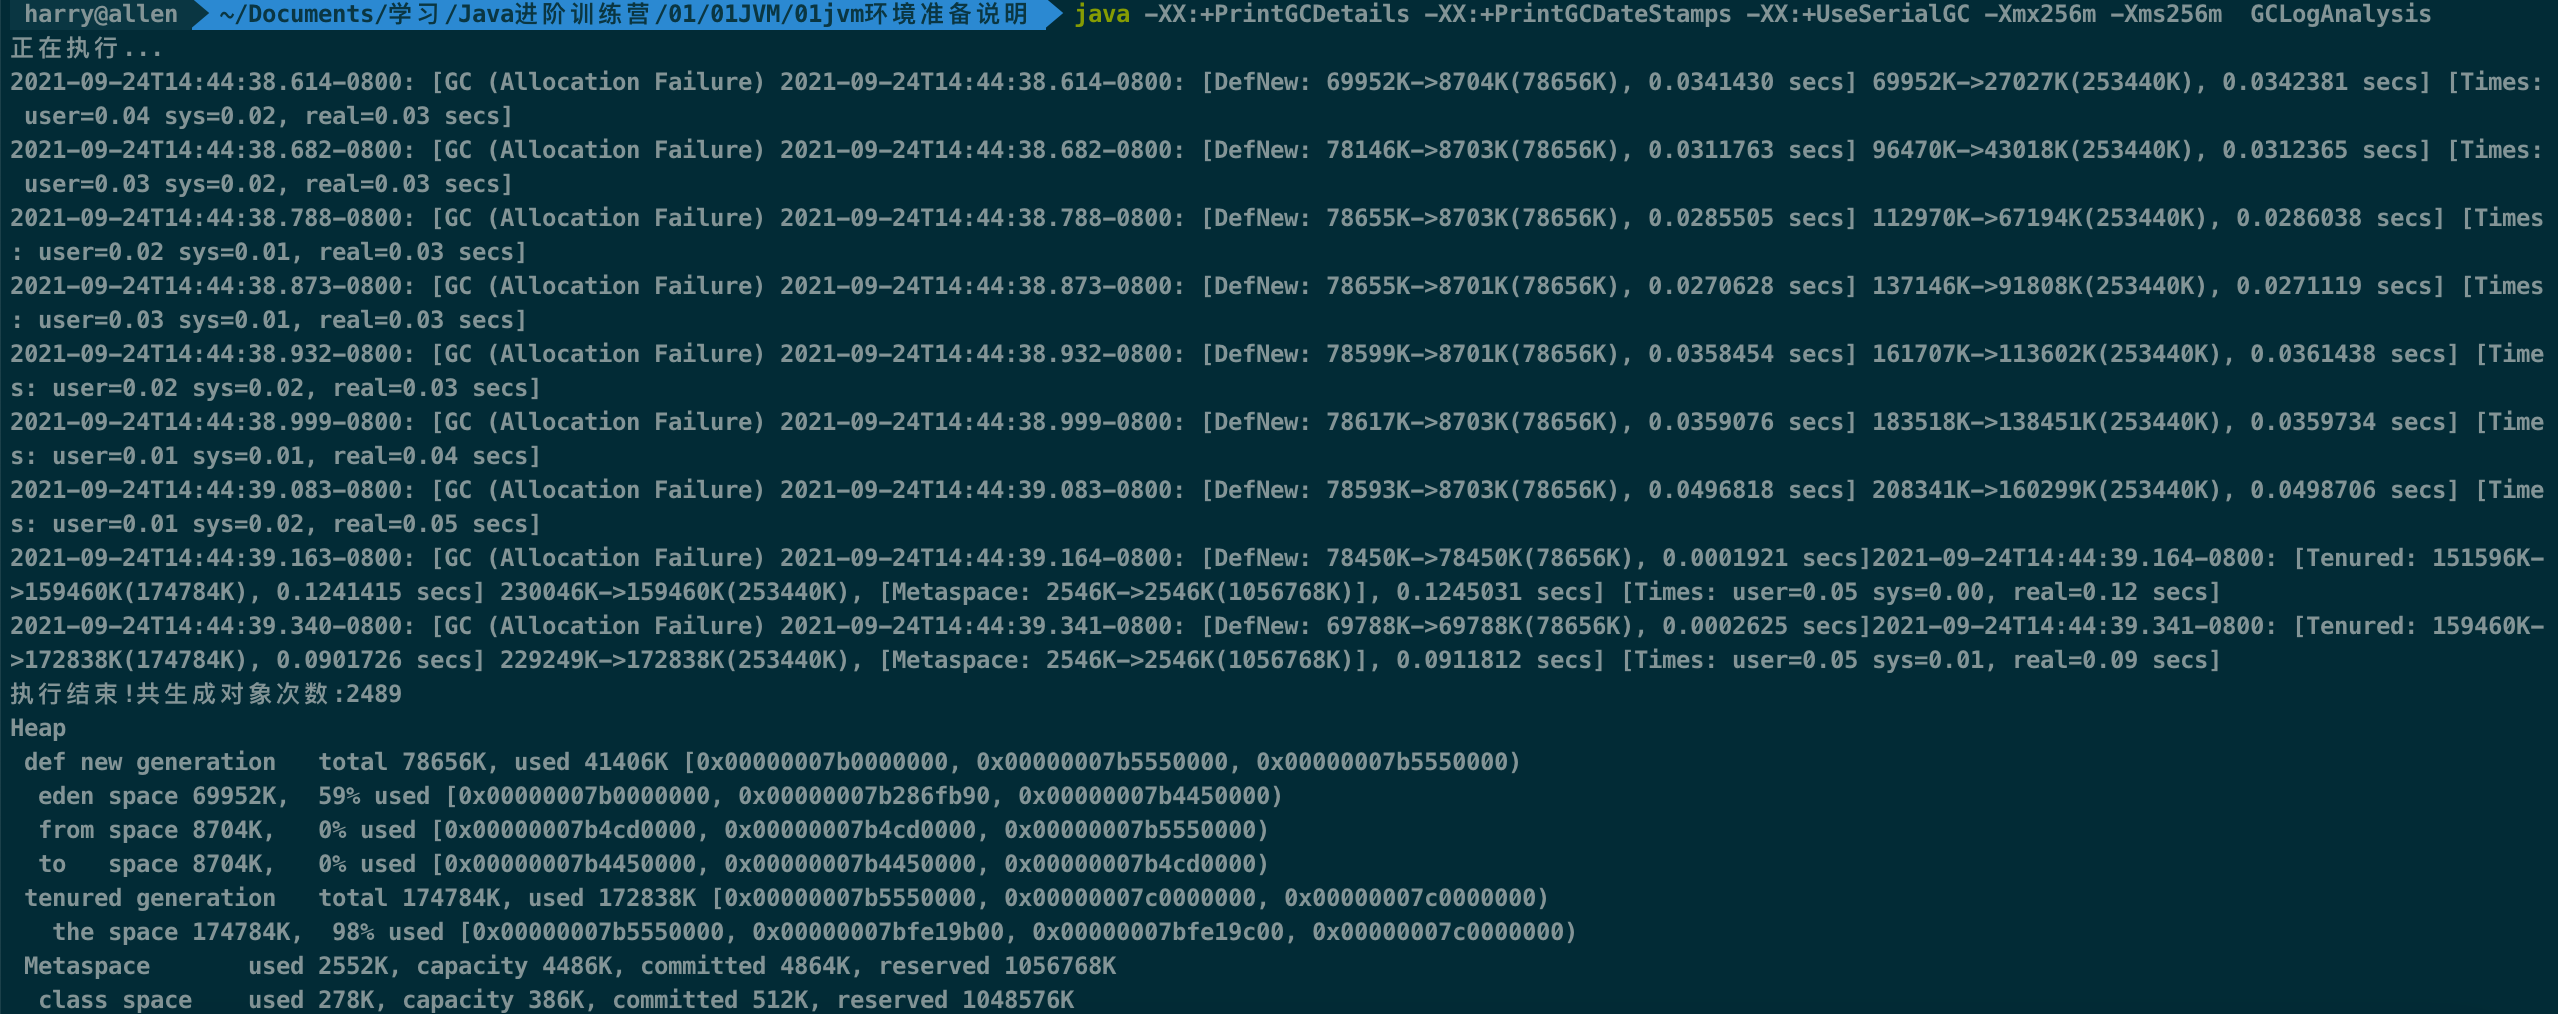 harry@allen ~/Documents/学习/Java进阶训练营/01/01JVM/01jvm环境准备说明 java -XX:+PrintGCDetails -XX:+PrintGCDateStamps -XX:+UseSerialGC -Xmx256m -Xms256m  GCLogAnalysis
正在执行...
2021-09-24T14:44:38.614-0800: [GC (Allocation Failure) 2021-09-24T14:44:38.614-0800: [DefNew: 69952K->8704K(78656K), 0.0341430 secs] 69952K->27027K(253440K), 0.0342381 secs] [Times:
 user=0.04 sys=0.02, real=0.03 secs]
2021-09-24T14:44:38.682-0800: [GC (Allocation Failure) 2021-09-24T14:44:38.682-0800: [DefNew: 78146K->8703K(78656K), 0.0311763 secs] 96470K->43018K(253440K), 0.0312365 secs] [Times:
 user=0.03 sys=0.02, real=0.03 secs]
2021-09-24T14:44:38.788-0800: [GC (Allocation Failure) 2021-09-24T14:44:38.788-0800: [DefNew: 78655K->8703K(78656K), 0.0285505 secs] 112970K->67194K(253440K), 0.0286038 secs] [Times
: user=0.02 sys=0.01, real=0.03 secs]
2021-09-24T14:44:38.873-0800: [GC (Allocation Failure) 2021-09-24T14:44:38.873-0800: [DefNew: 78655K->8701K(78656K), 0.0270628 secs] 137146K->91808K(253440K), 0.0271119 secs] [Times
: user=0.03 sys=0.01, real=0.03 secs]
2021-09-24T14:44:38.932-0800: [GC (Allocation Failure) 2021-09-24T14:44:38.932-0800: [DefNew: 78599K->8701K(78656K), 0.0358454 secs] 161707K->113602K(253440K), 0.0361438 secs] [Time
s: user=0.02 sys=0.02, real=0.03 secs]
2021-09-24T14:44:38.999-0800: [GC (Allocation Failure) 2021-09-24T14:44:38.999-0800: [DefNew: 78617K->8703K(78656K), 0.0359076 secs] 183518K->138451K(253440K), 0.0359734 secs] [Time
s: user=0.01 sys=0.01, real=0.04 secs]
2021-09-24T14:44:39.083-0800: [GC (Allocation Failure) 2021-09-24T14:44:39.083-0800: [DefNew: 78593K->8703K(78656K), 0.0496818 secs] 208341K->160299K(253440K), 0.0498706 secs] [Time
s: user=0.01 sys=0.02, real=0.05 secs]
2021-09-24T14:44:39.163-0800: [GC (Allocation Failure) 2021-09-24T14:44:39.164-0800: [DefNew: 78450K->78450K(78656K), 0.0001921 secs]2021-09-24T14:44:39.164-0800: [Tenured: 151596K-
>159460K(174784K), 0.1241415 secs] 230046K->159460K(253440K), [Metaspace: 2546K->2546K(1056768K)], 0.1245031 secs] [Times: user=0.05 sys=0.00, real=0.12 secs]
2021-09-24T14:44:39.340-0800: [GC (Allocation Failure) 2021-09-24T14:44:39.341-0800: [DefNew: 69788K->69788K(78656K), 0.0002625 secs]2021-09-24T14:44:39.341-0800: [Tenured: 159460K-
>172838K(174784K), 0.0901726 secs] 229249K->172838K(253440K), [Metaspace: 2546K->2546K(1056768K)], 0.0911812 secs] [Times: user=0.05 sys=0.01, real=0.09 secs]
执行结束!共生成对象次数:2489
Heap
 def new generation   total 78656K, used 41406K [0x00000007b0000000, 0x00000007b5550000, 0x00000007b5550000)
  eden space 69952K,  59% used [0x00000007b0000000, 0x00000007b286fb90, 0x00000007b4450000)
  from space 8704K,   0% used [0x00000007b4cd0000, 0x00000007b4cd0000, 0x00000007b5550000)
  to   space 8704K,   0% used [0x00000007b4450000, 0x00000007b4450000, 0x00000007b4cd0000)
 tenured generation   total 174784K, used 172838K [0x00000007b5550000, 0x00000007c0000000, 0x00000007c0000000)
   the space 174784K,  98% used [0x00000007b5550000, 0x00000007bfe19b00, 0x00000007bfe19c00, 0x00000007c0000000)
 Metaspace       used 2552K, capacity 4486K, committed 4864K, reserved 1056768K
  class space    used 278K, capacity 386K, committed 512K, reserved 1048576K